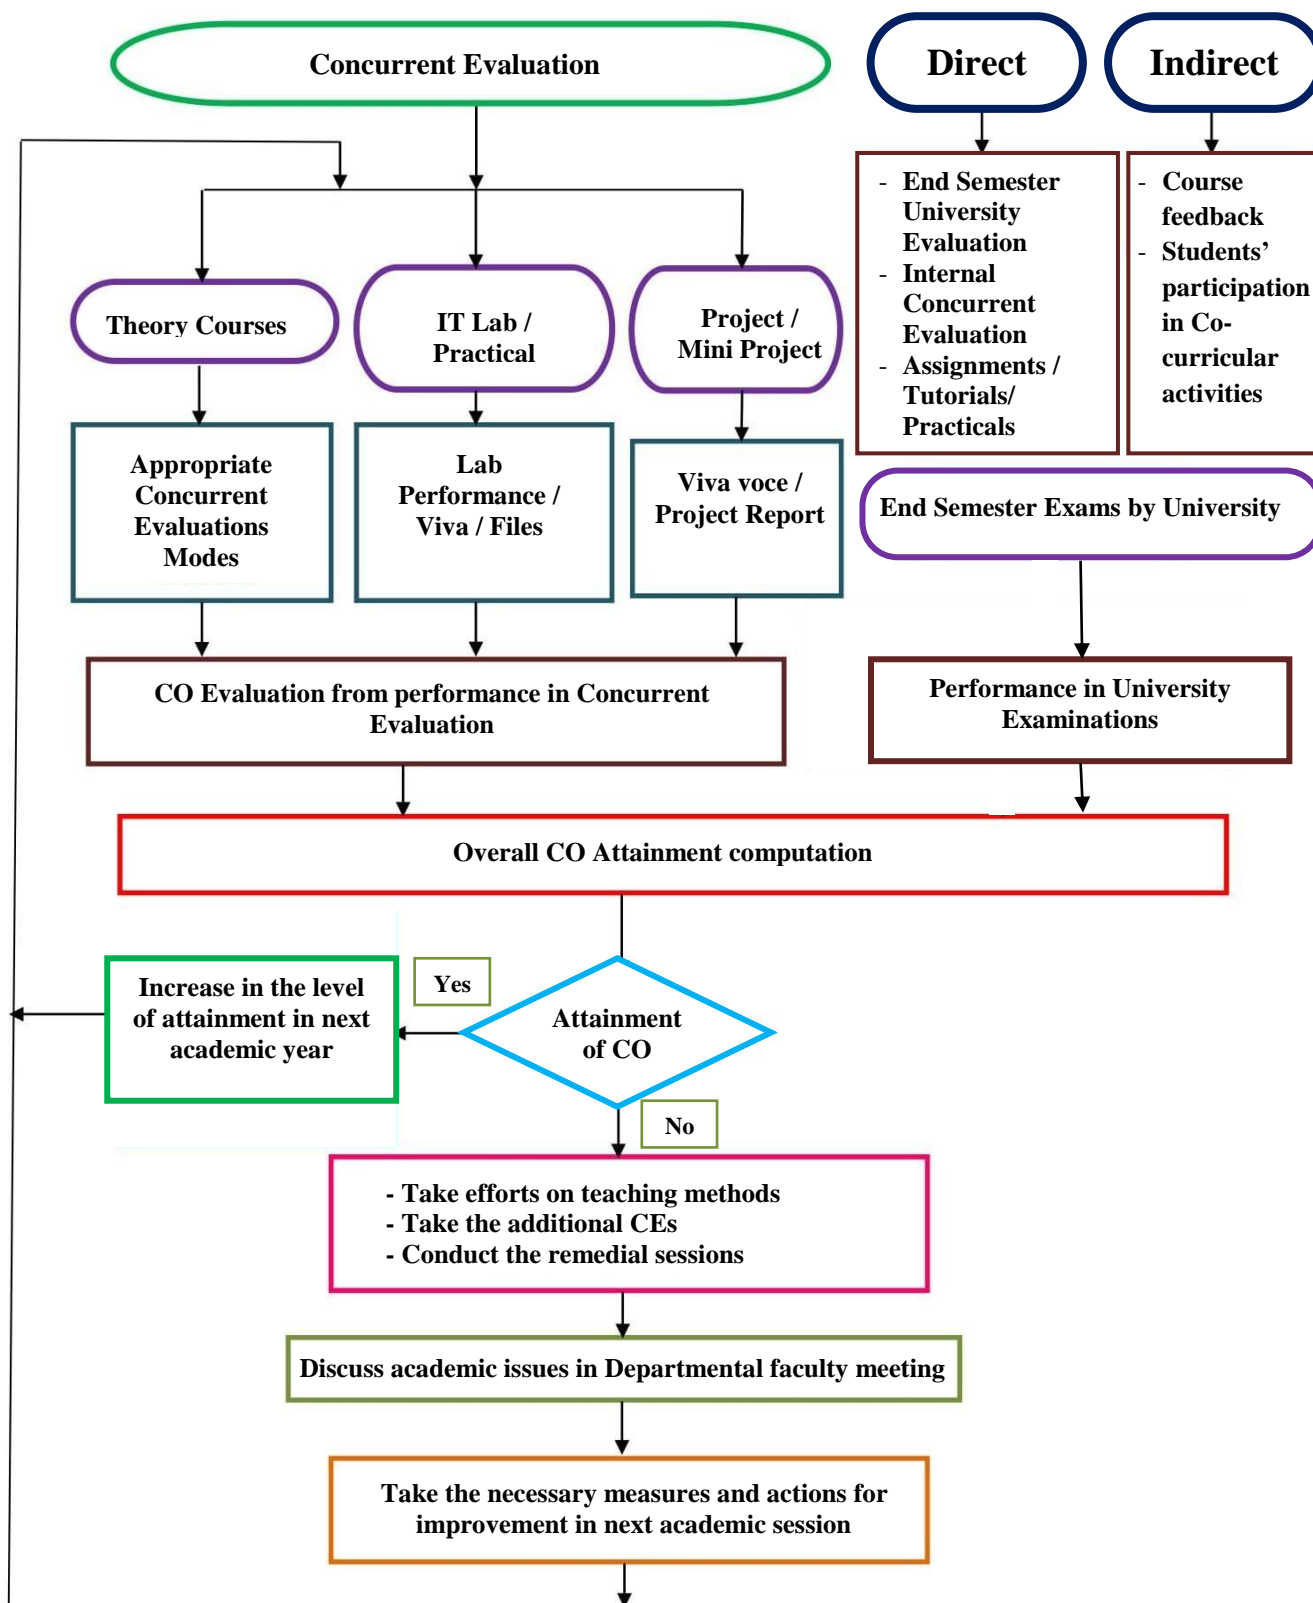 Concurrent Evaluation
Direct
Indirect
- End Semester
University
Evaluation
- Internal
Concurrent
Evaluation
- Assignments /
Tutorials/
Practicals
- Course
feedback
- Students’
participation
in Co-
curricular
activities
Theory Courses
IT Lab /
Practical
Project /
Mini Project
Appropriate
Concurrent
Evaluations
Modes
Lab
Performance /
Viva / Files
Viva voce /
Project Report
End Semester Exams by University
CO Evaluation from performance in Concurrent
Evaluation
Performance in University
Examinations
Overall CO Attainment computation
Increase in the level
of attainment in next
academic year
Yes
Attainment
of CO
No
- Take efforts on teaching methods
- Take the additional CEs
- Conduct the remedial sessions
Discuss academic issues in Departmental faculty meeting
Take the necessary measures and actions for
improvement in next academic session